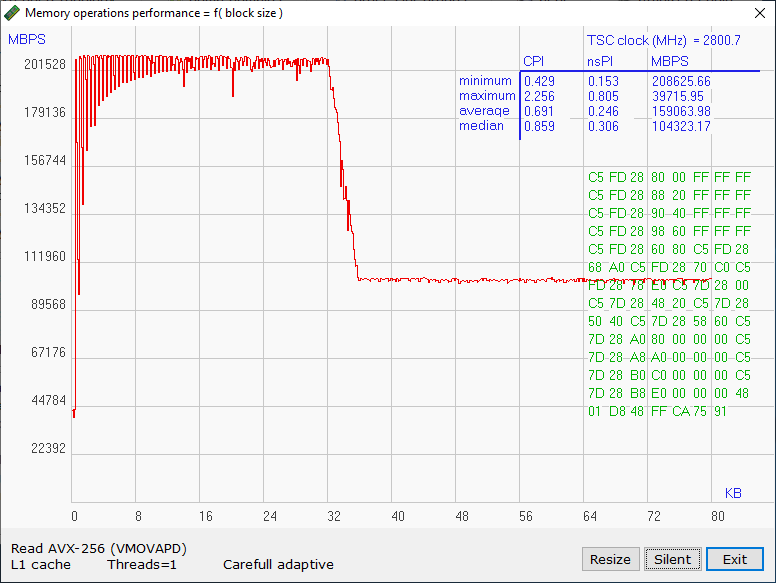 Memory operations performance = f( block size )
MBPS
TSC clock (MHz) = 2800.7
CPI nsPI MBPS
minimum 0.429 0.153 208625.66
maximum 2.256 0.805 39715.95
average 0.691 0.246 159063.98
median 0.859 0.306 104323.17
201528
179136
156744
134352
111960
89568
67176
44784
22392
C5 FD 28 80 00 FF FF FF
C5 FD 28 88 20 FF FF FF
C5 FD 28 90 40 FF FF FF
C5 FD 28 98 60 FF FF FF
C5 FD 28 60 80 C5 FD 28
68 A0 C5 FD 28 70 C0 C5
FD 28 78 E0 C5 7D 28 00
C5 7D 28 48 20 C5 7D 28
50 40 C5 7D 28 58 60 C5
7D 28 A0 80 00 00 00 C5
7D 28 A8 A0 00 00 00 C5
7D 28 B0 C0 00 00 00 C5
7D 28 B8 E0 00 00 00 48
01 D8 48 FF CA 75 91
KB
0 8 16 24 32 40 48 56 64 72 80
Read AVX-256 (VMOVAPD)
L1 cache Threads=1 Carefull adaptive
Resize Silent Exit